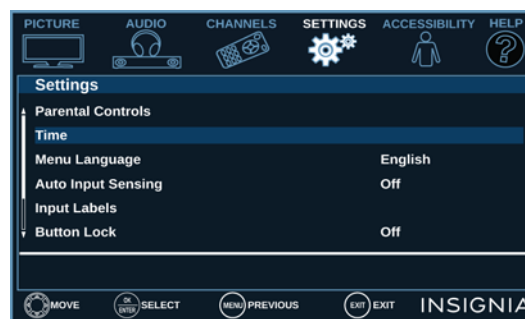 PICTURE AUDIO CHANNELS SETTINGS ACCESSIBILITY HELP
?
Settings
Parental Controls
Time
Menu Language English
Auto Input Sensing Off
Input Labels
Button Lock Off
MOVE OK ENTER SELECT MENU PREVIOUS EXIT EXIT INSIGNIA